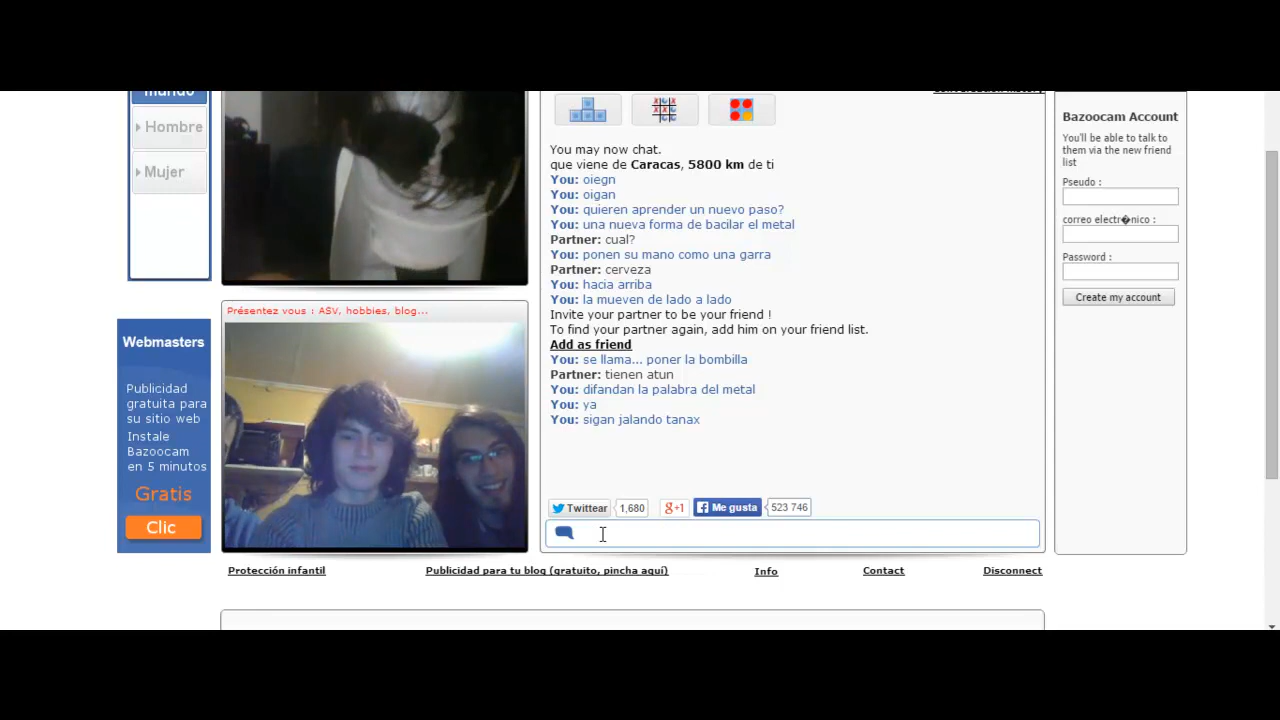 mundo
Hombre
Mujer
You may now chat.
que viene de Caracas, 5800 km de ti
You: oiegn
You: oigan
You: quieren aprender un nuevo paso?
You: una nueva forma de bacilar el metal
Partner: cual?
You: ponen su mano como una garra
Partner: cerveza
You: hacia arriba
You: la mueven de lado a lado
Invite your partner to be your friend !
To find your partner again, add him on your friend list.
Add as friend
You: se llama... poner la bombilla
Partner: tienen atun
You: difandan la palabra del metal
You: ya
You: sigan jalando tanax
Twittear 1,680 g+1 Me gusta 523 746
Bazoocam Account
You'll be able to talk to
them via the new friend
list
Pseudo :
correo electr�nico :
Password :
Create my account
Présentez vous : ASV, hobbies, blog...
Webmasters
Publicidad
gratuita para
su sitio web
Instale
Bazoocam
en 5 minutos
Gratis
Clic
Protección infantil
Publicidad para tu blog (gratuito, pincha aquí)
Info
Contact
Disconnect